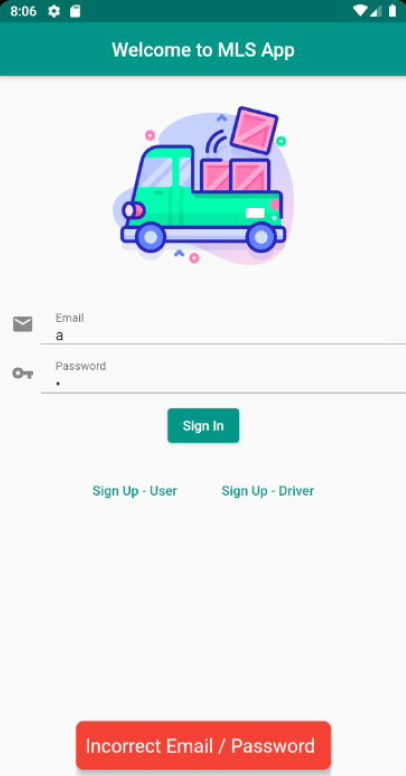 8:06
Welcome to MLS App
Email
a
Password
•
Sign In
Sign Up - User Sign Up - Driver
Incorrect Email / Password